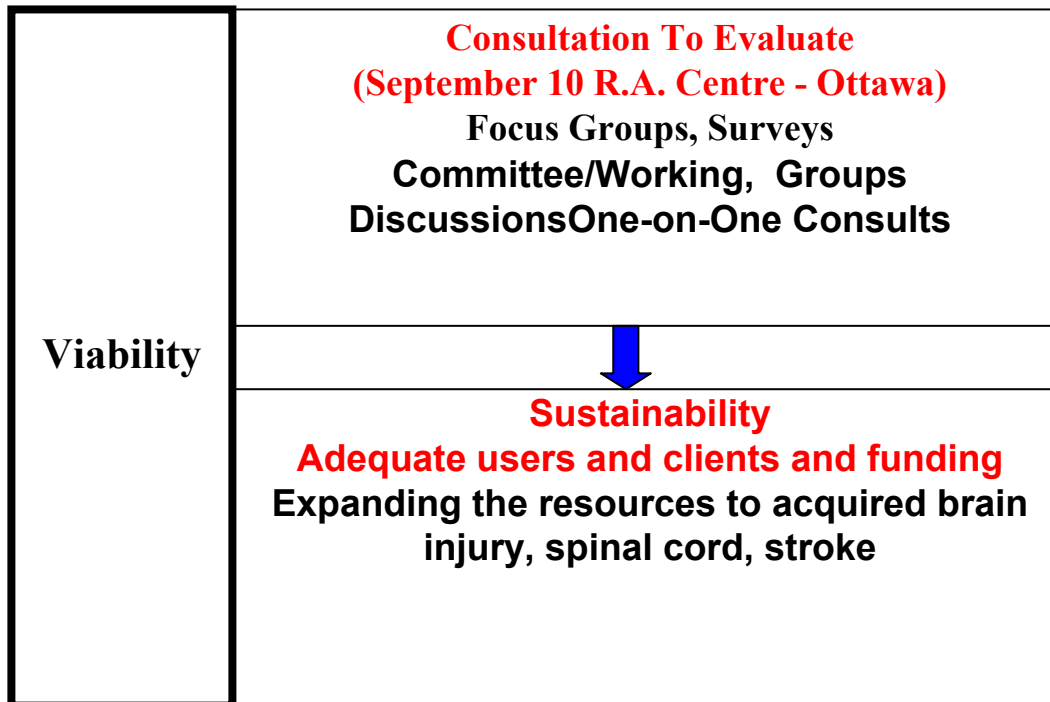 Viability
Consultation To Evaluate
(September 10 R.A. Centre - Ottawa)
Focus Groups, Surveys
Committee/Working,  Groups
DiscussionsOne-on-One Consults
Sustainability
Adequate users and clients and funding
Expanding the resources to acquired brain
injury, spinal cord, stroke